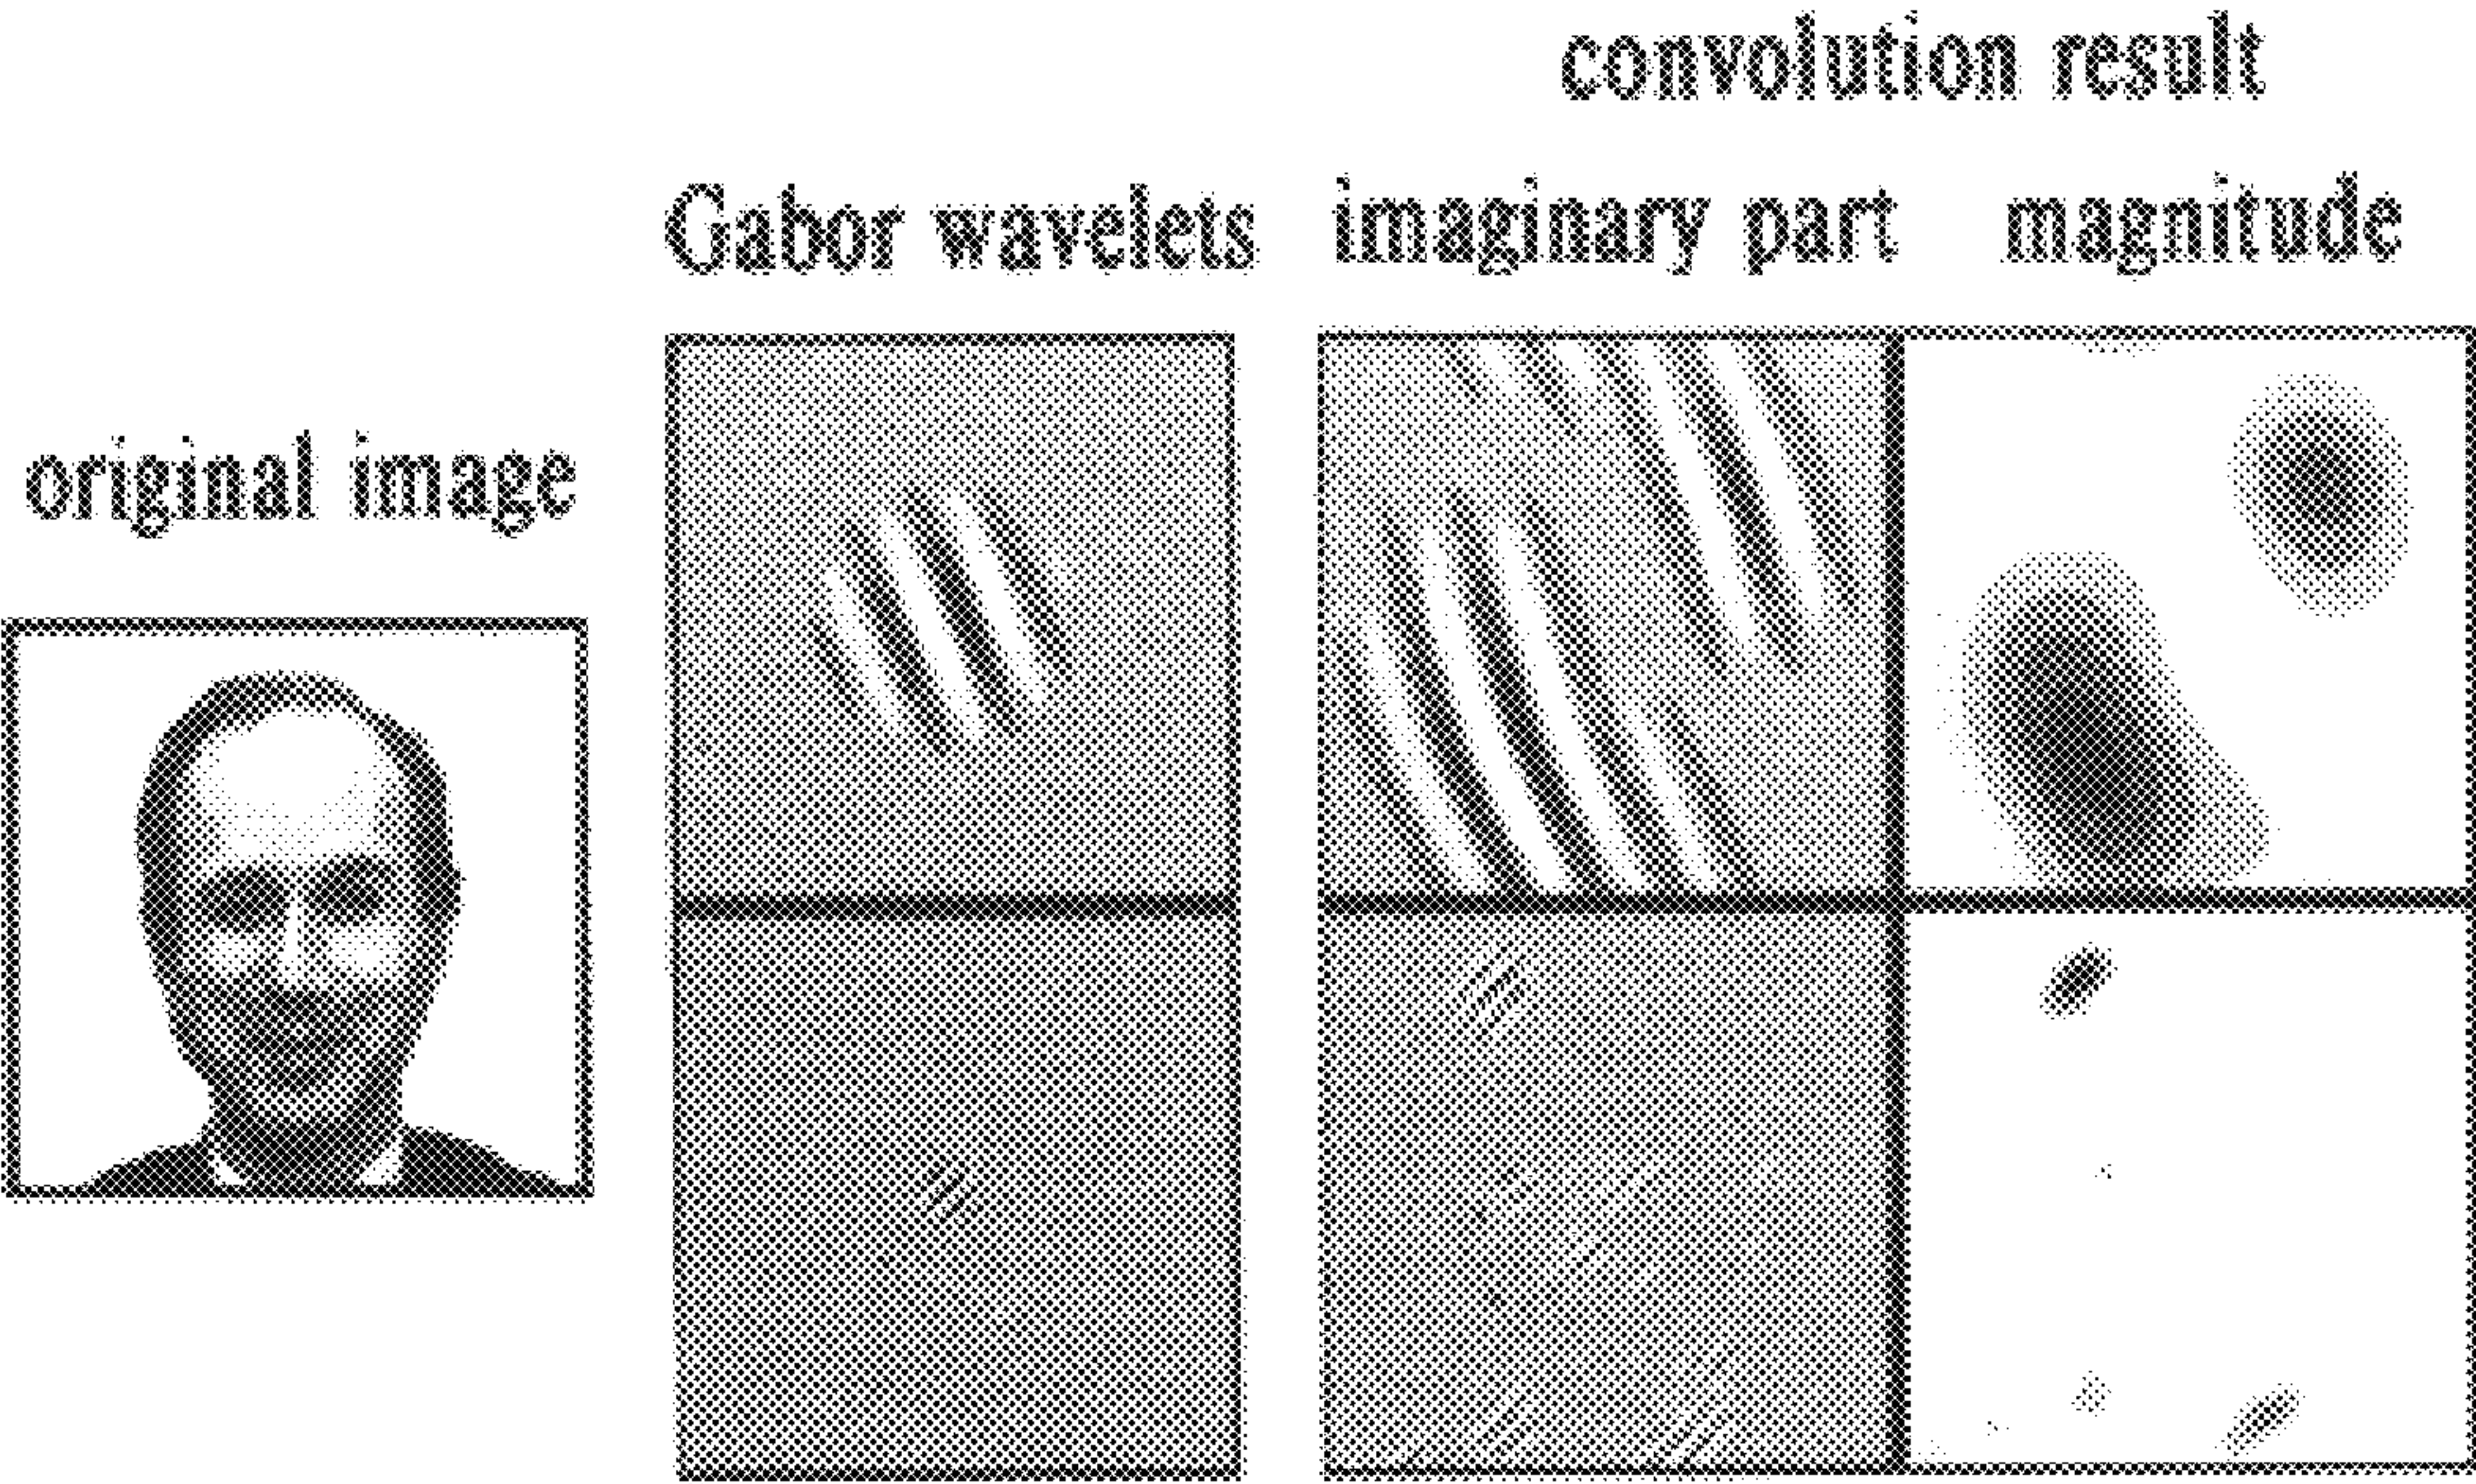 convolution result
Gabor wavelets imaginary part magnitude
original image